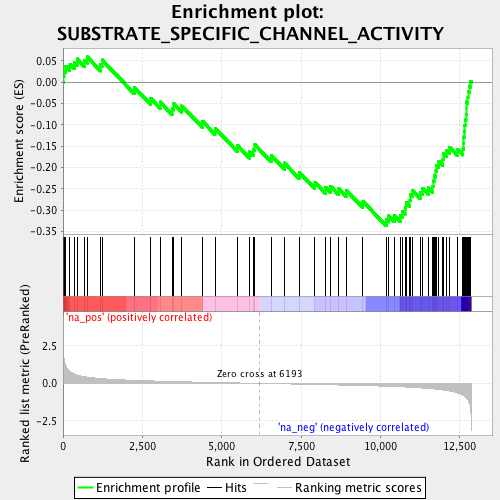 Enrichment plot:
SUBSTRATE_SPECIFIC_CHANNEL_ACTIVITY
Enrichment score (ES)
0.05
0.00
-0.05
-0.10
-0.15
-0.20
-0.25
-0.30
-0.35
'na_pos' (positively correlated)
Ranked list metric (PreRanked)
2.5
0.0
-2.5
Zero cross at 6193
'na_neg' (negatively correlated)
0
2,500
5,000
7,500
10,000
12,500
Rank in Ordered Dataset
Enrichment profile
Hits
Ranking metric scores